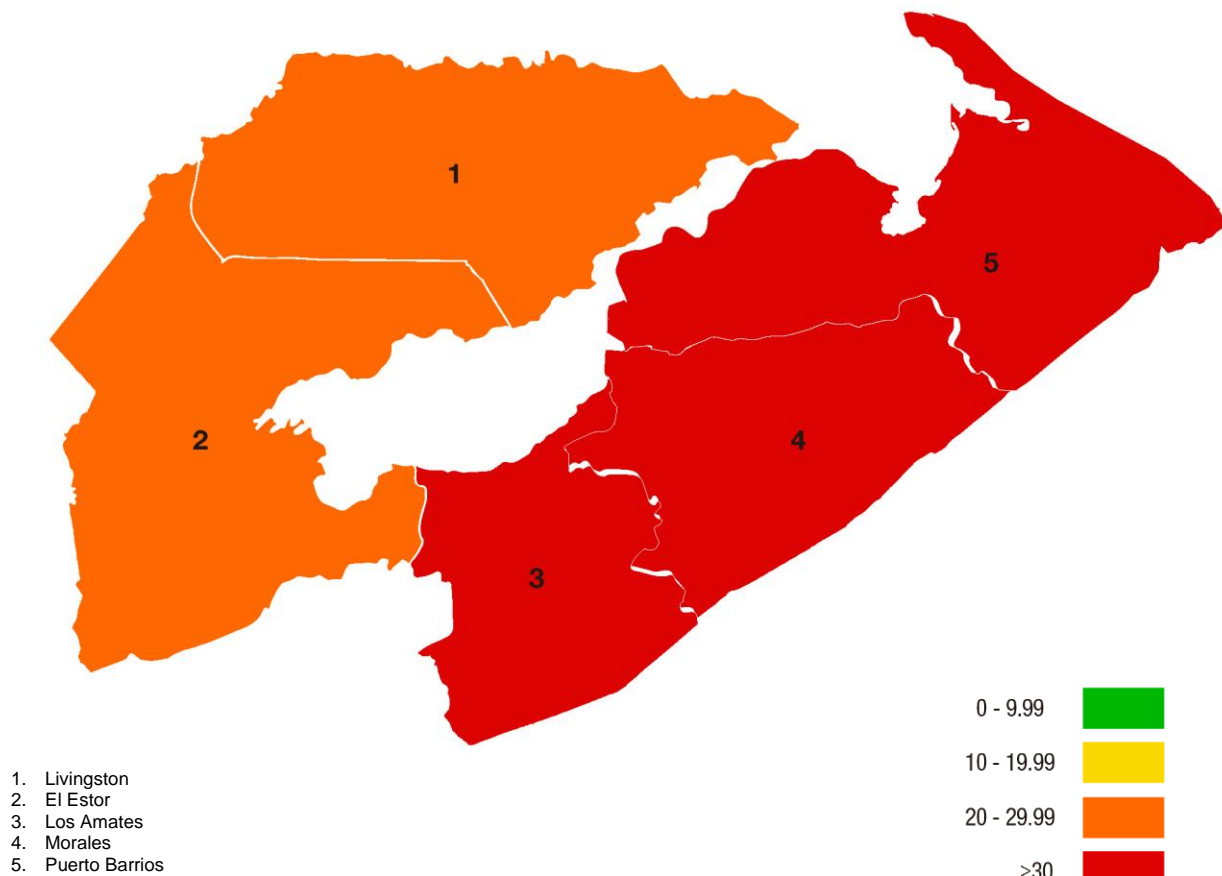 1
5
2
4
3
0 - 9.99
10 - 19.99
20 - 29.99
>30
1. Livingston
2. El Estor
3. Los Amates
4. Morales
5. Puerto Barrios